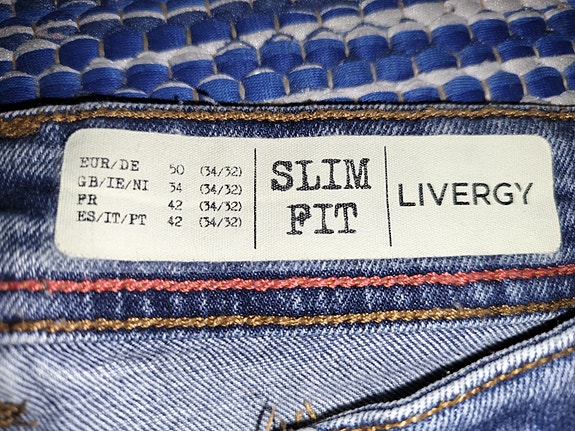 EUR/DE 50 (34/32)
GB/IE/NI 34 (34/32)
FR 42 (34/32)
ES/IT/PT 42 (34/32)
SLIM
FIT
LIVERGY